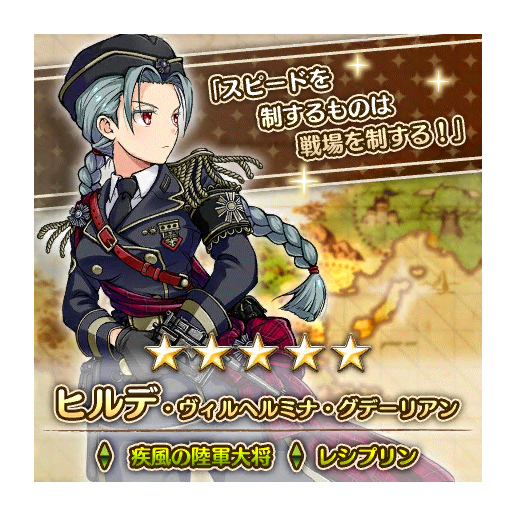 「スピードを
制するものは
戦場を制する！」
ヒルデ・ヴィルヘルミナ・グデーリアン
疾風の陸軍大将 レシプリン